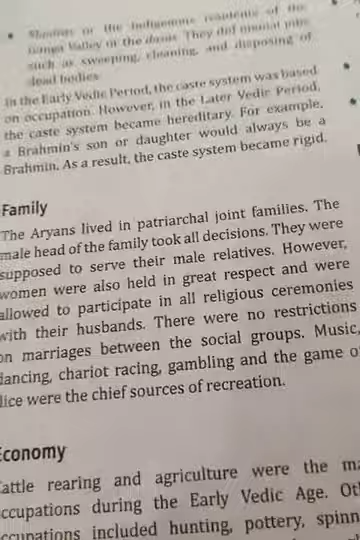 • Shudras or the indigenous residents of the
Ganga Valley or the dasas. They did menial jobs
such as sweeping, cleaning, and disposing of
dead bodies.
In the Early Vedic Period, the caste system was based
on occupation. However, in the Later Vedic Period,
the caste system became hereditary. For example,
a Brahmin's son or daughter would always be a
Brahmin. As a result, the caste system became rigid.
Family
The Aryans lived in patriarchal joint families. The
male head of the family took all decisions. They were
supposed to serve their male relatives. However,
women were also held in great respect and were
allowed to participate in all religious ceremonies
with their husbands. There were no restrictions
on marriages between the social groups. Music,
dancing, chariot racing, gambling and the game o
dice were the chief sources of recreation.
Economy
attle rearing and agriculture were the ma
ccupations during the Early Vedic Age. Oth
ccupations included hunting, pottery, spinn